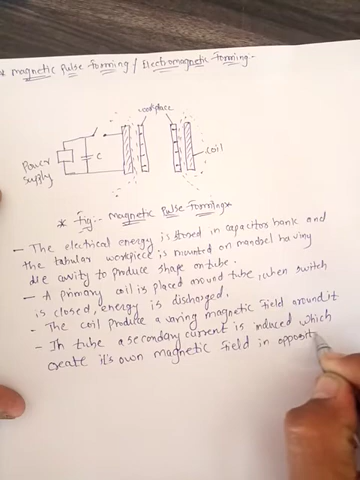 * magnetic Pulse Forming / Electromagnetic Forming:-
workpiece
Power
supply
C
coil
* Fig:- Magnetic Pulse Forming*
- The electrical energy is stored in capacitor bank and
the tabular workpiece is mounted on mandrel having
die cavity to produce shape on tube.
- A primary coil is placed around tube, when switch
is closed, energy is discharged.
- The coil produce a varing magnetic field around it
- In tube a secondary current is induced which
create it's own magnetic field in opposit